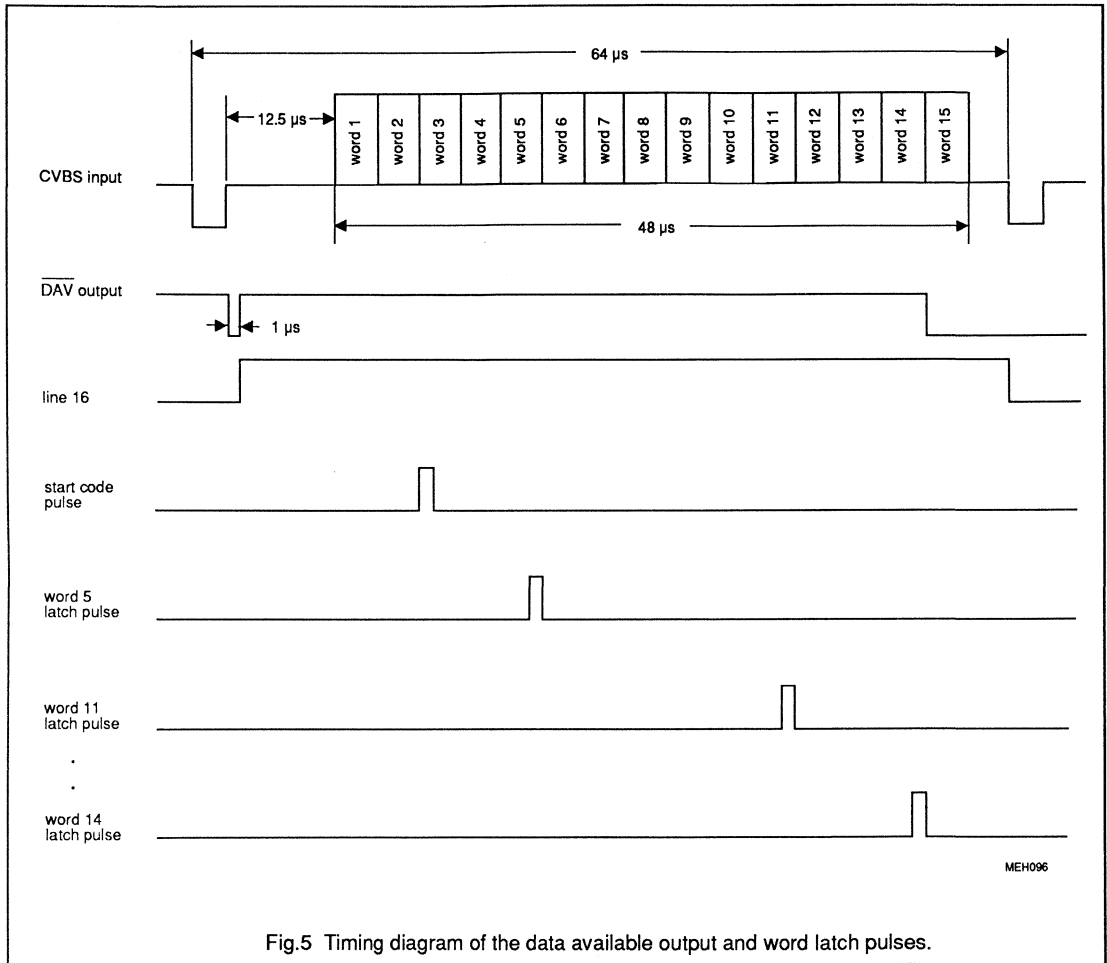 64 µs
12.5 µs
word 1
word 2
word 3
word 4
word 5
word 6
word 7
word 8
word 9
word 10
word 11
word 12
word 13
word 14
word 15
CVBS input
48 µs
DAV output
1 µs
line 16
start code
pulse
word 5
latch pulse
word 11
latch pulse
.
.
word 14
latch pulse
MEH096
Fig.5 Timing diagram of the data available output and word latch pulses.